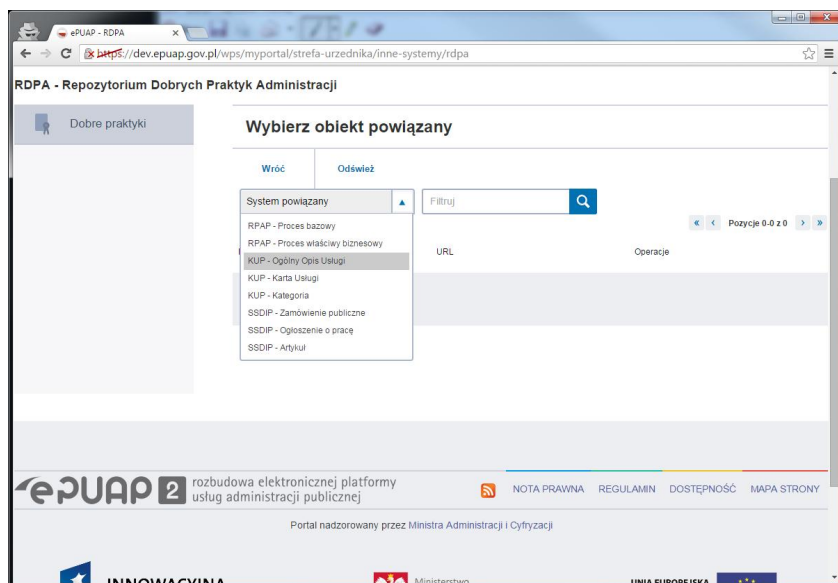 ePUAP - RDPA
https://dev.epuap.gov.pl/wps/myportal/strefa-urzednika/inne-systemy/rdpa
RDPA - Repozytorium Dobrych Praktyk Administracji
Dobre praktyki
Wybierz obiekt powiązany
Wróć Odśwież
System powiązany Filtruj
« < Pozycje 0-0 z 0 > »
URL Operacje
RPAP - Proces bazowy
RPAP - Proces właściwy biznesowy
KUP - Ogólny Opis Usługi
KUP - Karta Usługi
KUP - Kategoria
SSDIP - Zamówienie publiczne
SSDIP - Ogłoszenie o pracę
SSDIP - Artykuł
ePUAP 2 rozbudowa elektronicznej platformy
usług administracji publicznej
NOTA PRAWNA REGULAMIN DOSTĘPNOŚĆ MAPA STRONY
Portal nadzorowany przez Ministra Administracji i Cyfryzacji
INNOWACYJNA Ministerstwo UNIA EUROPEJSKA